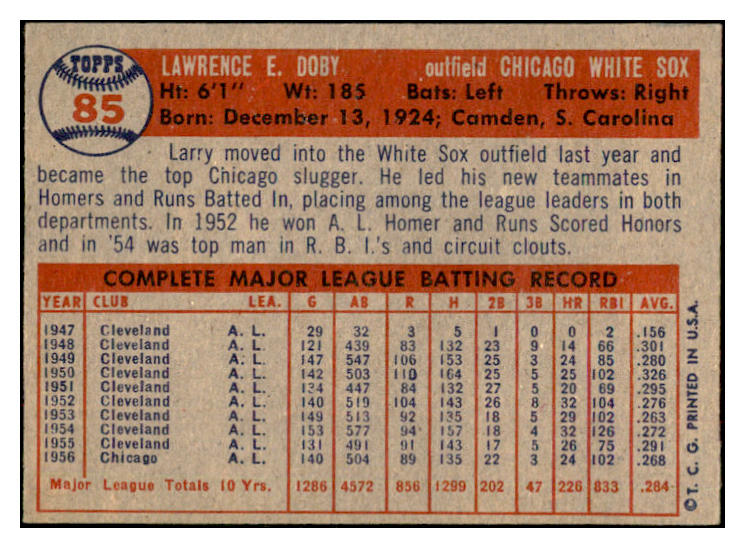 TOPPS
85
LAWRENCE E. DOBY outfield CHICAGO WHITE SOX
Ht: 6'1" Wt: 185 Bats: Left Throws: Right
Born: December 13, 1924; Camden, S. Carolina
Larry moved into the White Sox outfield last year and
became the top Chicago slugger. He led his new teammates in
Homers and Runs Batted In, placing among the league leaders in both
departments. In 1952 he won A. L. Homer and Runs Scored Honors
and in '54 was top man in R. B. I.'s and circuit clouts.
COMPLETE MAJOR LEAGUE BATTING RECORD
YEAR CLUB LEA. G AB R H 2B 3B HR RBI AVG.
1947 Cleveland A. L. 29 32 3 5 1 0 0 2 .156
1948 Cleveland A. L. 121 439 83 132 23 9 14 66 .301
1949 Cleveland A. L. 147 547 106 153 25 3 24 85 .280
1950 Cleveland A. L. 142 503 110 164 25 5 25 102 .326
1951 Cleveland A. L. 134 447 84 132 27 5 20 69 .295
1952 Cleveland A. L. 140 519 104 143 26 8 32 104 .276
1953 Cleveland A. L. 149 513 92 135 18 5 29 102 .263
1954 Cleveland A. L. 153 577 94 157 18 4 32 126 .272
1955 Cleveland A. L. 131 491 91 143 17 5 26 75 .291
1956 Chicago A. L. 140 504 89 135 22 3 24 102 .268
Major League Totals 10 Yrs. 1286 4572 856 1299 202 47 226 833 .284
© T. C. G. PRINTED IN U.S.A.